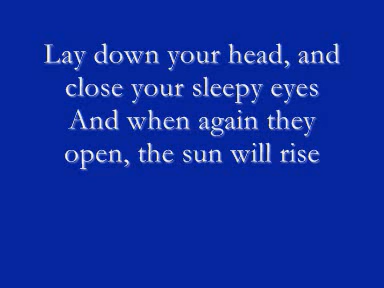 Lay down your head, and
close your sleepy eyes
And when again they
open, the sun will rise